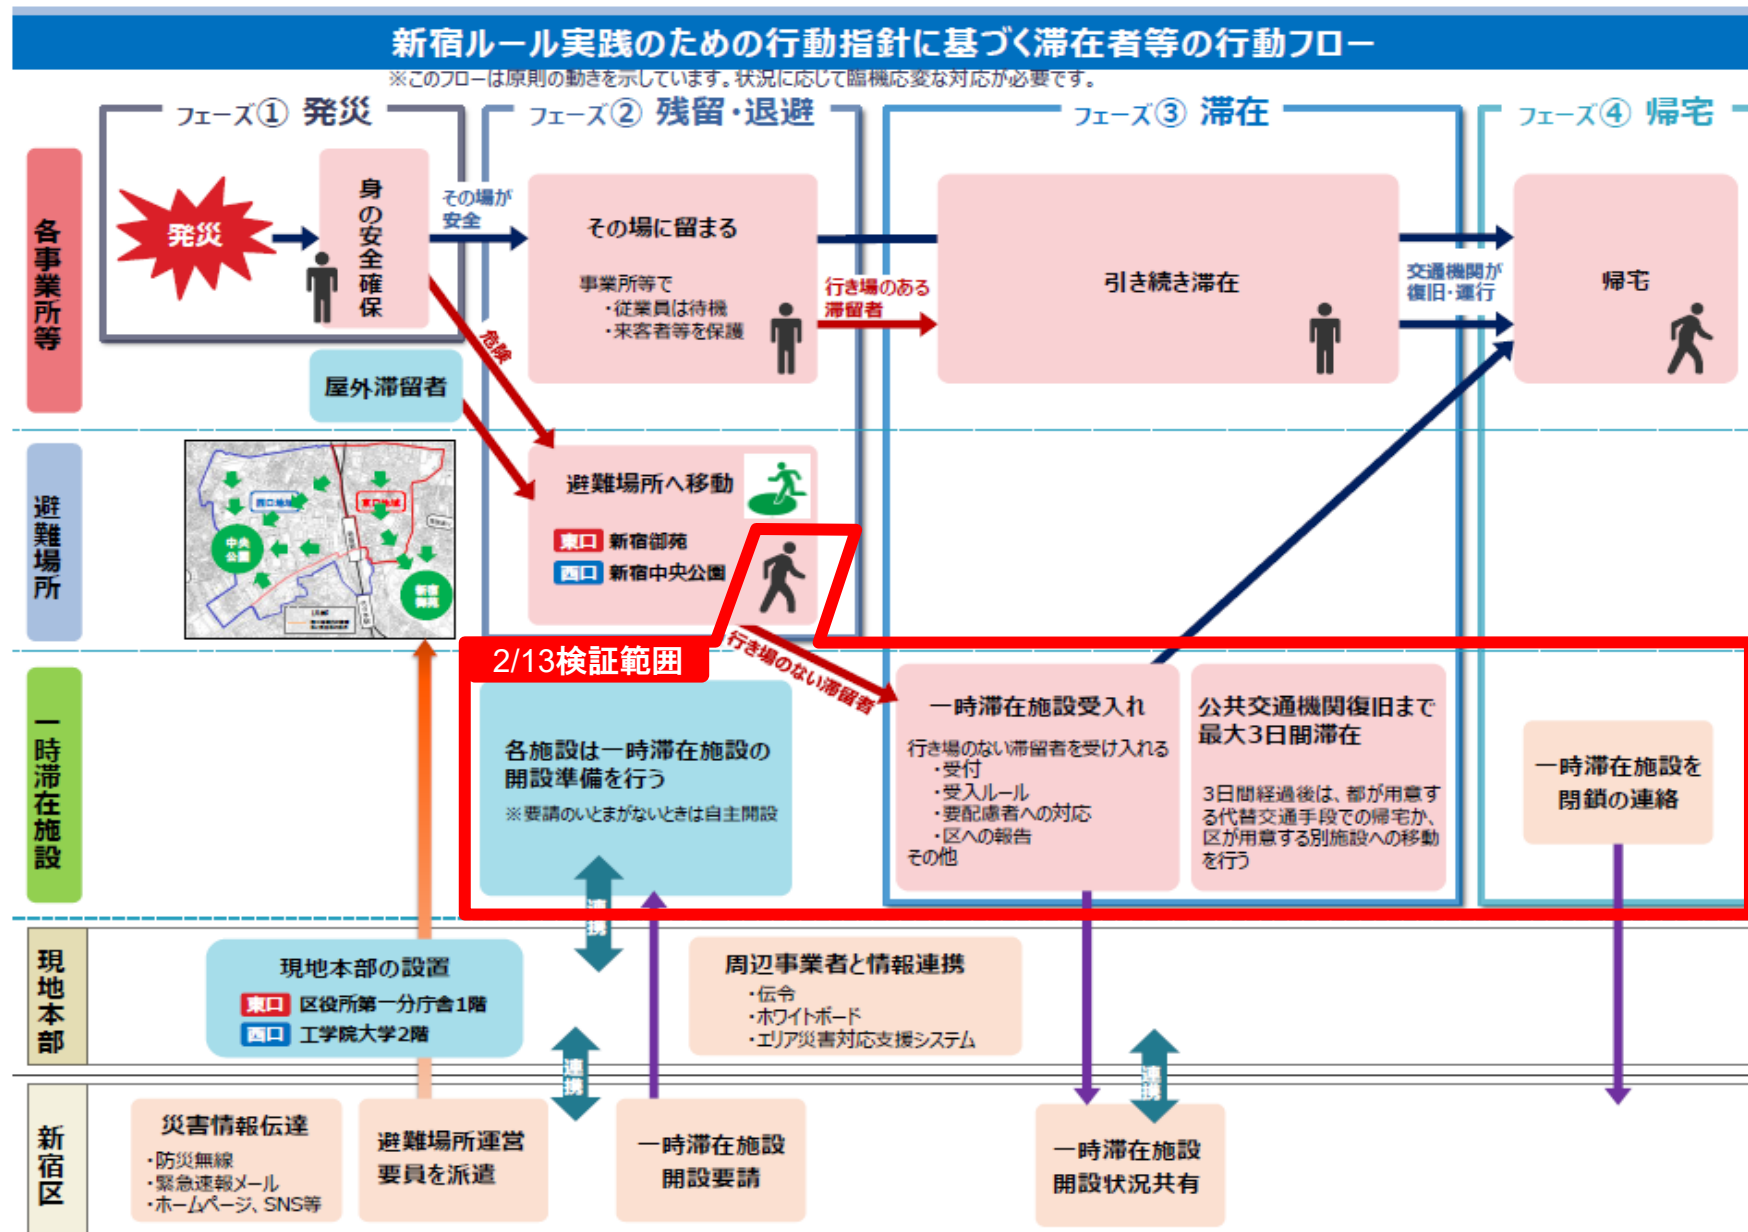 新宿ルール実践のための行動指針に基づく滞在者等の行動フロー
※このフローは原則の動きを示しています。状況に応じて臨機応変な対応が必要です。
フェーズ① 発災
フェーズ② 残留・退避
フェーズ③ 滞在
フェーズ④ 帰宅
各事業所等
発災
身の安全確保
その場が
安全
その場に留まる
事業所等で
・従業員は待機
・来客者等を保護
行き場のある
滞留者
引き続き滞在
交通機関が
復旧・運行
帰宅
危険
屋外滞留者
避難場所
西口地域
東口地域
中央
公園
新宿
御苑
避難場所へ移動
東口 新宿御苑
西口 新宿中央公園
行き場のない滞留者
2/13検証範囲
一時滞在施設
各施設は一時滞在施設の
開設準備を行う
※要請のいとまがないときは自主開設
一時滞在施設受入れ
行き場のない滞留者を受け入れる
・受付
・受入ルール
・要配慮者への対応
・区への報告
その他
公共交通機関復旧まで
最大3日間滞在
3日間経過後は、都が用意す
る代替交通手段での帰宅か、
区が用意する別施設への移動
を行う
一時滞在施設を
閉鎖の連絡
連携
現地本部
現地本部の設置
東口 区役所第一分庁舎1階
西口 工学院大学2階
周辺事業者と情報連携
・伝令
・ホワイトボード
・エリア災害対応支援システム
連携
連携
新宿区
災害情報伝達
・防災無線
・緊急速報メール
・ホームページ、SNS等
避難場所運営
要員を派遣
一時滞在施設
開設要請
一時滞在施設
開設状況共有